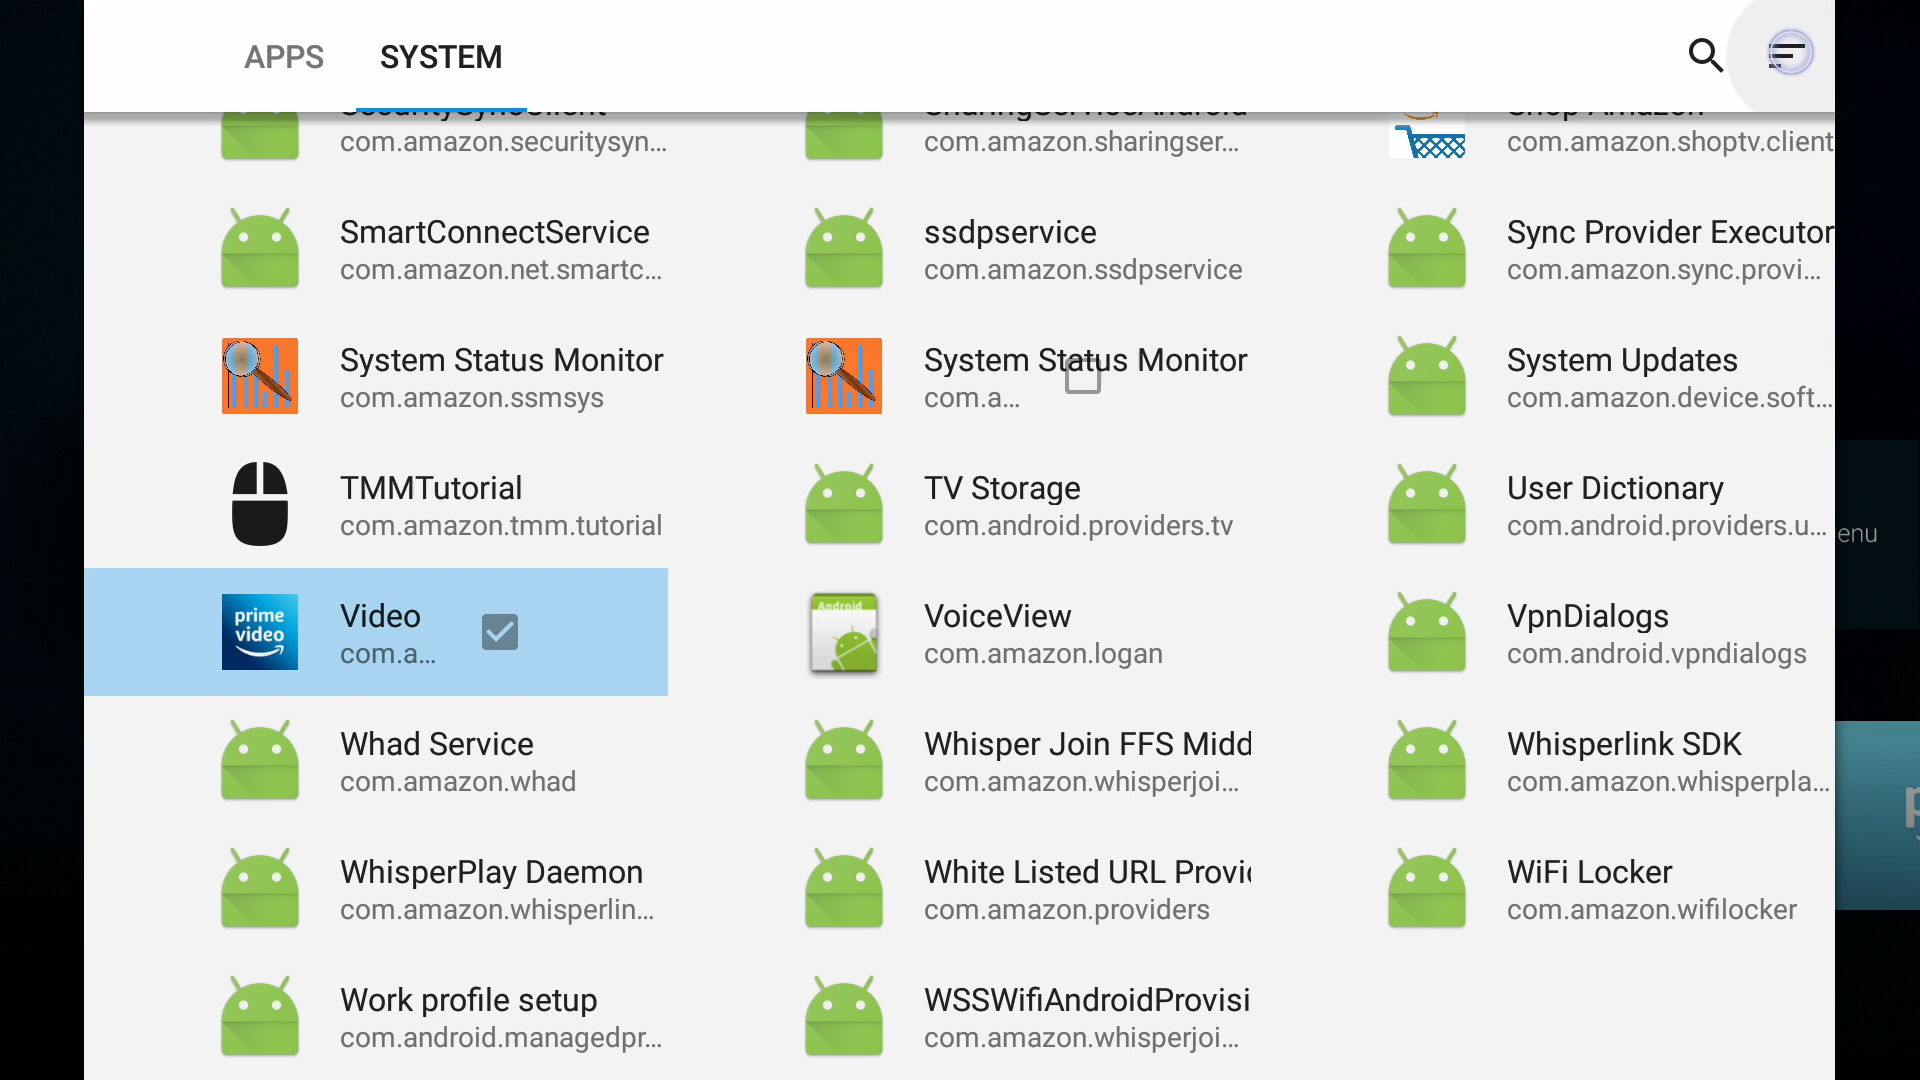 APPS SYSTEM
SecuritySyncClient SharingServiceAndroid Shop Amazon
com.amazon.securitysyn... com.amazon.sharingser... com.amazon.shoptv.client
SmartConnectService ssdpservice Sync Provider Executor
com.amazon.net.smartc... com.amazon.ssdpservice com.amazon.sync.provi...
System Status Monitor System Status Monitor System Updates
com.amazon.ssmsys com.a... com.amazon.device.soft...
TMMTutorial TV Storage User Dictionary
com.amazon.tmm.tutorial com.android.providers.tv com.android.providers.u...
enu
prime video
Video VoiceView VpnDialogs
com.a... com.amazon.logan com.android.vpndialogs
Android
Whad Service Whisper Join FFS Midd Whisperlink SDK
com.amazon.whad com.amazon.whisperjoi... com.amazon.whisperpla...
WhisperPlay Daemon White Listed URL Provi WiFi Locker
com.amazon.whisperlin... com.amazon.providers com.amazon.wifilocker
Work profile setup WSSWifiAndroidProvisi
com.android.managedpr... com.amazon.whisperjoi...